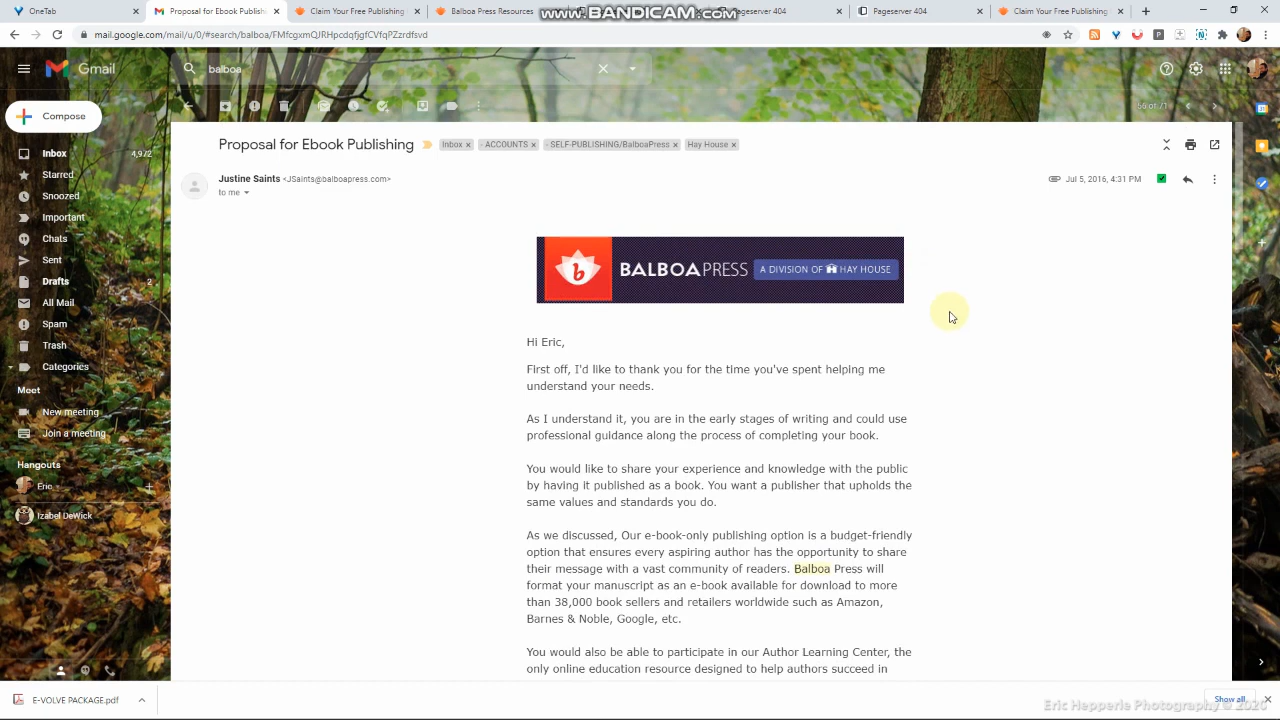 OneTab
Proposal for Ebook Publishing
Claim Your Free Publishing
Balboa Press Resources
www.BANDICAM.com
Pageserver 404
Pageserver 404
Claim Your Free Publishing
mail.google.com/mail/u/0/#search/balboa/FMfcgxmQJRHpcdqfjgfCVfqPZzrdfsvd
Gmail
balboa
Compose
50 of 71
Proposal for Ebook Publishing
Inbox x
- ACCOUNTS x
- SELF-PUBLISHING/BalboaPress x
Hay House x
Inbox 4,972
Justine Saints <JSaints@balboapress.com>
Jul 5, 2016, 4:31 PM
to me
Starred
Snoozed
Important
Chats
Sent
Drafts 2
All Mail
Spam
Trash
Categories
Meet
New meeting
Join a meeting
Hangouts
Eric
Izabel DeWick
b BALBOAPRESS A DIVISION OF HAY HOUSE
Hi Eric,
First off, I'd like to thank you for the time you've spent helping me
understand your needs.
As I understand it, you are in the early stages of writing and could use
professional guidance along the process of completing your book.
You would like to share your experience and knowledge with the public
by having it published as a book. You want a publisher that upholds the
same values and standards you do.
As we discussed, Our e-book-only publishing option is a budget-friendly
option that ensures every aspiring author has the opportunity to share
their message with a vast community of readers. Balboa Press will
format your manuscript as an e-book available for download to more
than 38,000 book sellers and retailers worldwide such as Amazon,
Barnes & Noble, Google, etc.
You would also be able to participate in our Author Learning Center, the
only online education resource designed to help authors succeed in
E-VOLVE PACKAGE.pdf
Show all
Eric Hepperle Photography © 2020